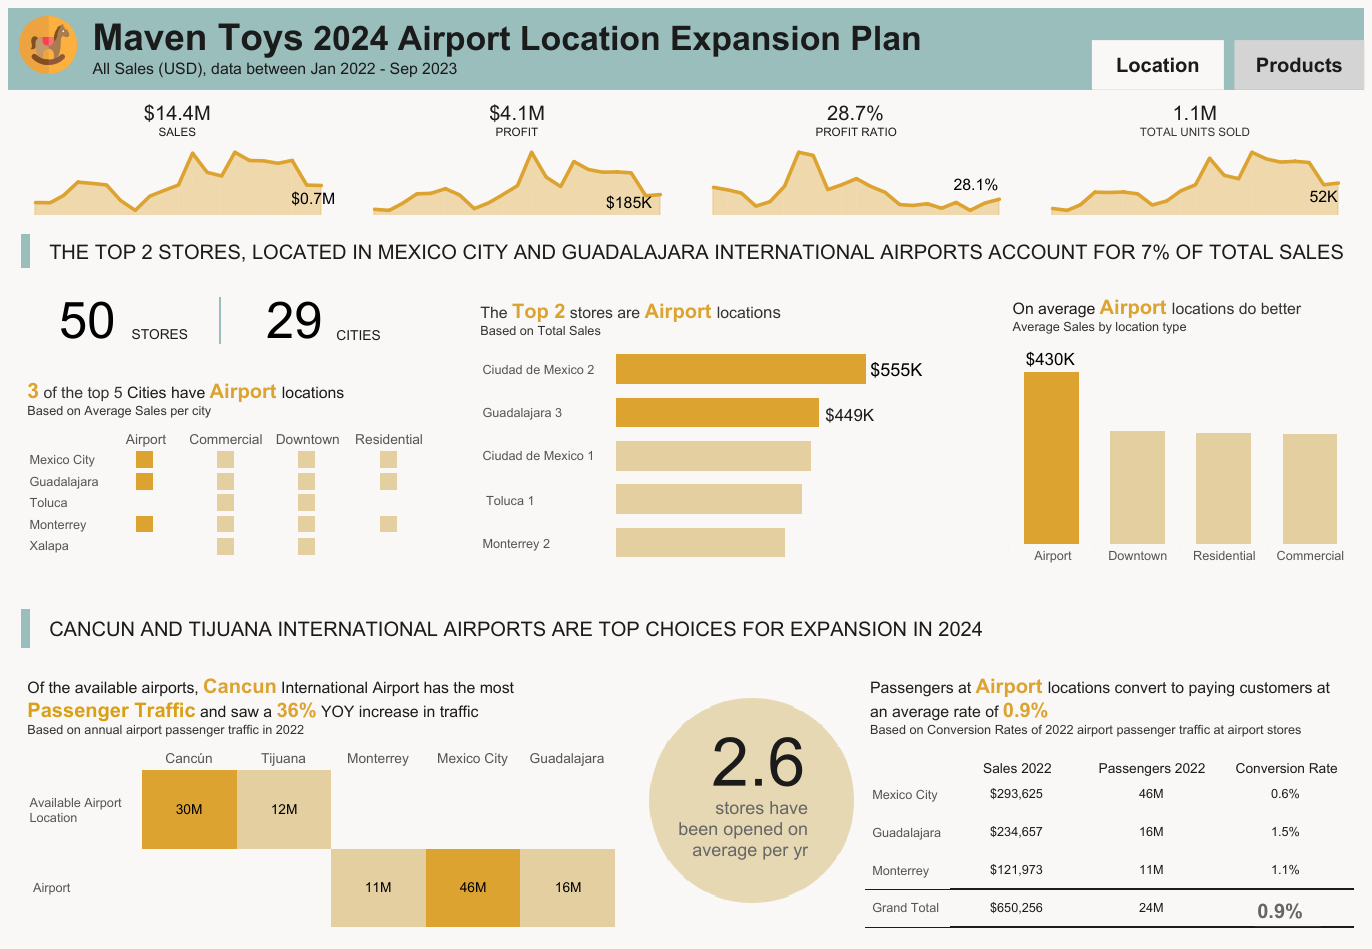 Maven Toys 2024 Airport Location Expansion Plan
All Sales (USD), data between Jan 2022 - Sep 2023
Location
Products
$14.4M
SALES
$0.7M
$4.1M
PROFIT
$185K
28.7%
PROFIT RATIO
28.1%
1.1M
TOTAL UNITS SOLD
52K
THE TOP 2 STORES, LOCATED IN MEXICO CITY AND GUADALAJARA INTERNATIONAL AIRPORTS ACCOUNT FOR 7% OF TOTAL SALES
50 STORES
29 CITIES
3 of the top 5 Cities have Airport locations
Based on Average Sales per city
Airport Commercial Downtown Residential
Mexico City
Guadalajara
Toluca
Monterrey
Xalapa
The Top 2 stores are Airport locations
Based on Total Sales
Ciudad de Mexico 2 $555K
Guadalajara 3 $449K
Ciudad de Mexico 1
Toluca 1
Monterrey 2
On average Airport locations do better
Average Sales by location type
$430K
Airport Downtown Residential Commercial
CANCUN AND TIJUANA INTERNATIONAL AIRPORTS ARE TOP CHOICES FOR EXPANSION IN 2024
Of the available airports, Cancun International Airport has the most
Passenger Traffic and saw a 36% YOY increase in traffic
Based on annual airport passenger traffic in 2022
Cancún Tijuana Monterrey Mexico City Guadalajara
Available Airport
Location
30M 12M
Airport 11M 46M 16M
2.6
stores have
been opened on
average per yr
Passengers at Airport locations convert to paying customers at
an average rate of 0.9%
Based on Conversion Rates of 2022 airport passenger traffic at airport stores
Sales 2022 Passengers 2022 Conversion Rate
Mexico City $293,625 46M 0.6%
Guadalajara $234,657 16M 1.5%
Monterrey $121,973 11M 1.1%
Grand Total $650,256 24M 0.9%